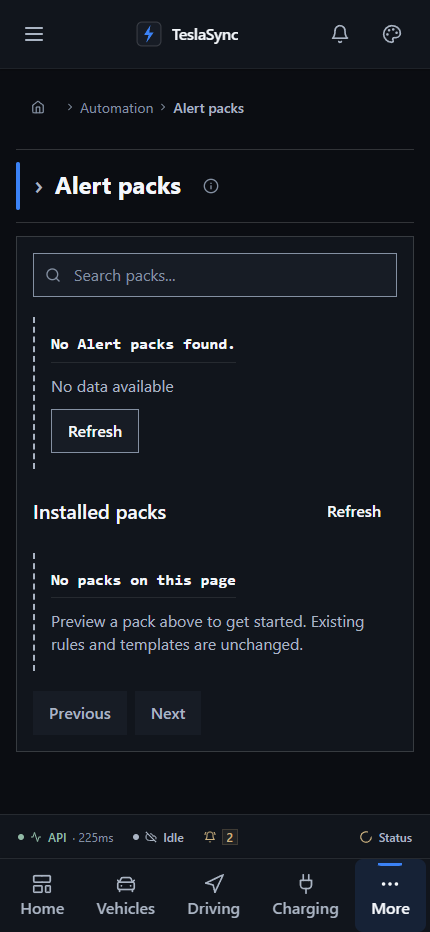 TeslaSync
Automation
Alert packs
Alert packs
Search packs...
No Alert packs found.
No data available
Refresh
Installed packs
Refresh
No packs on this page
Preview a pack above to get started. Existing
rules and templates are unchanged.
Previous
Next
API · 225ms
Idle
2
Status
Home
Vehicles
Driving
Charging
More